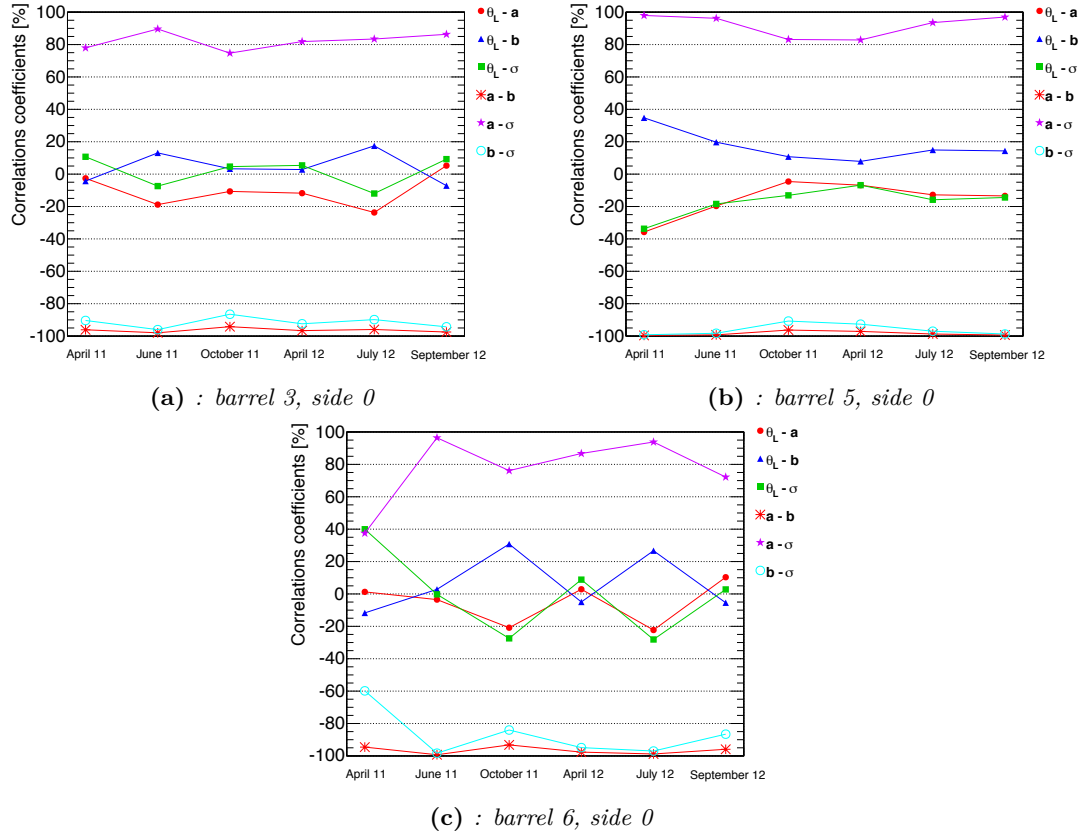 Correlations coefficients [%]
100
80
60
40
20
0
-20
-40
-60
-80
-100
April 11 June 11 October 11 April 12 July 12 September 12
θL - a
θL - b
θL - σ
a - b
a - σ
b - σ
(a) : barrel 3, side 0
Correlations coefficients [%]
100
80
60
40
20
0
-20
-40
-60
-80
-100
April 11 June 11 October 11 April 12 July 12 September 12
θL - a
θL - b
θL - σ
a - b
a - σ
b - σ
(b) : barrel 5, side 0
Correlations coefficients [%]
100
80
60
40
20
0
-20
-40
-60
-80
-100
April 11 June 11 October 11 April 12 July 12 September 12
θL - a
θL - b
θL - σ
a - b
a - σ
b - σ
(c) : barrel 6, side 0